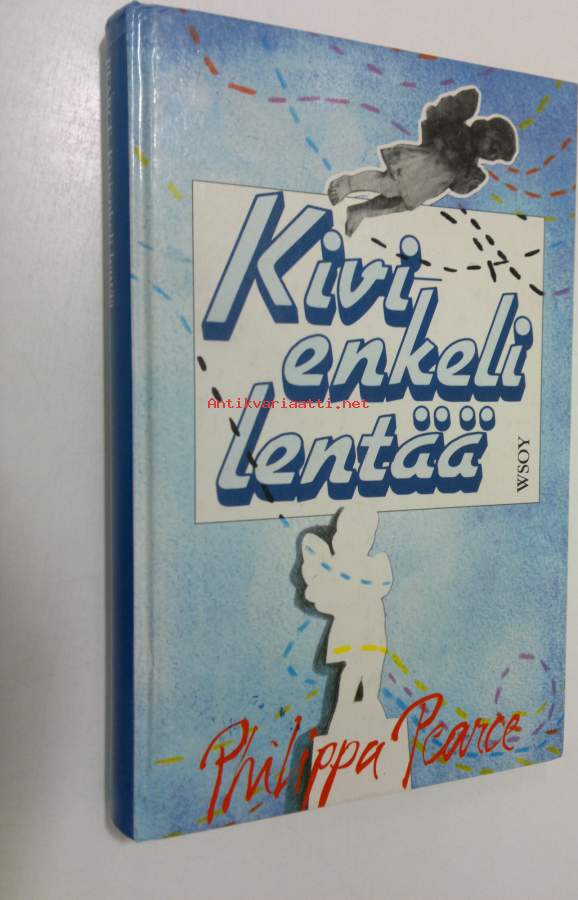 Kivi-
enkeli
lentää
WSOY
Antikvariaatti.net
Philippa Pearce